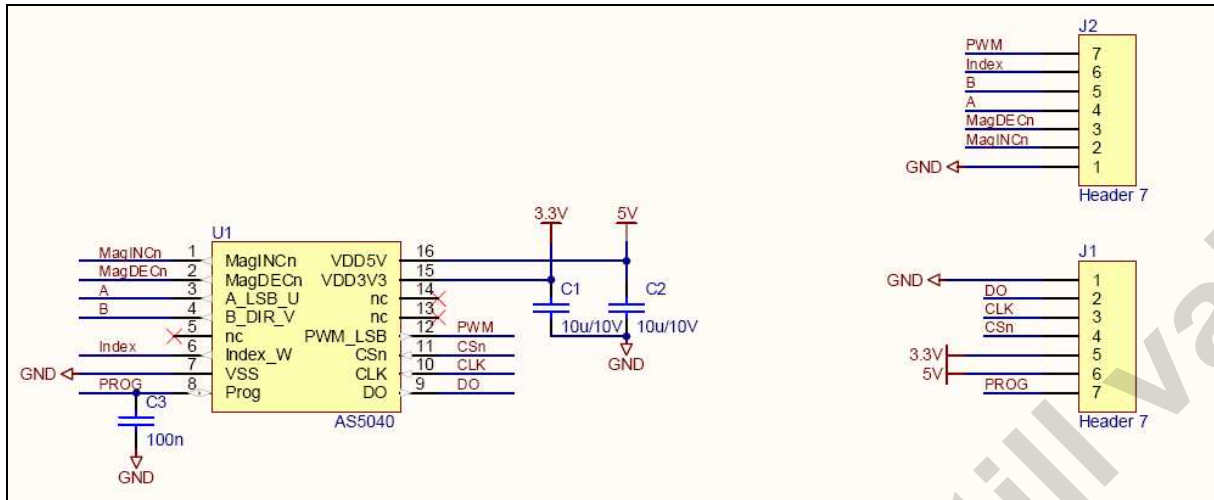 J2
PWM 7
Index 6
B 5
A 4
MagDECn 3
MagINCn 2
GND 1
Header 7
3.3V 5V
U1
MagINCn 1 MagINCn VDD5V 16
MagDECn 2 MagDECn VDD3V3 15
A 3 A_LSB_U nc 14
B 4 B_DIR_V nc 13
5 nc PWM_LSB 12 PWM
Index 6 Index_W CSn 11 CSn
GND 7 VSS CLK 10 CLK
PROG 8 Prog DO 9 DO
AS5040
C1 C2
10u/10V 10u/10V
GND
C3
100n
GND
J1
GND 1
DO 2
CLK 3
CSn 4
3.3V 5
5V 6
PROG 7
Header 7
till va